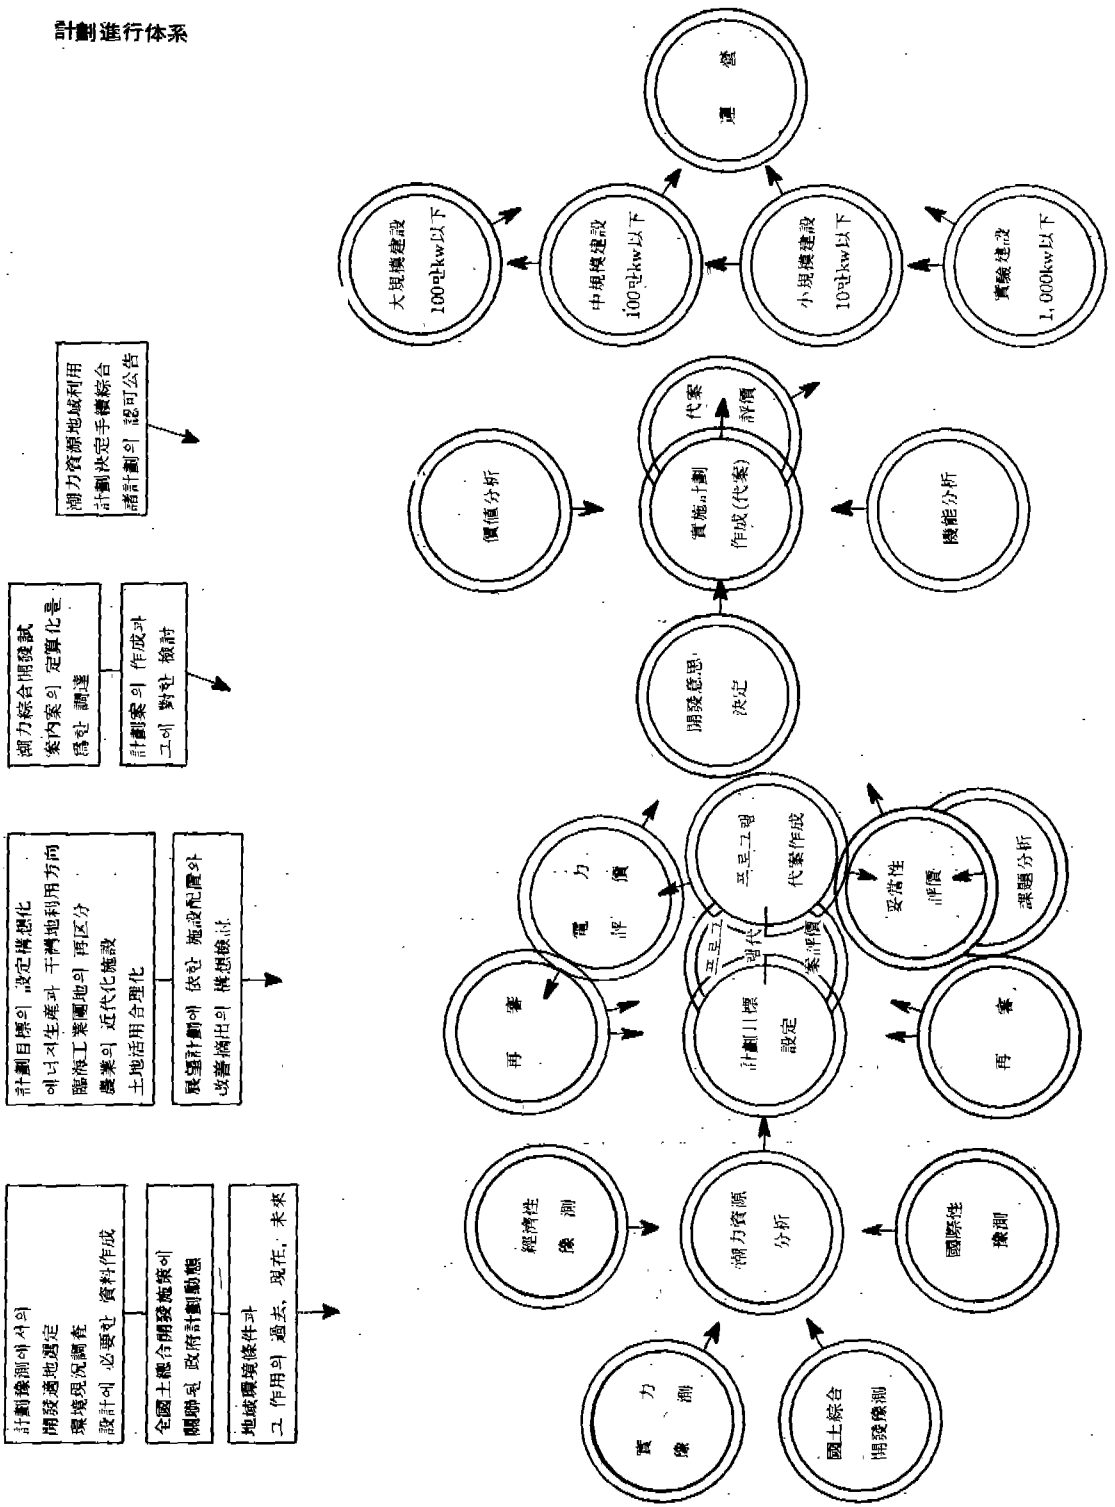 計劃進行体系
計劃豫測에서의
開發適地選定
環境現況調査
設計에 必要한 資料作成
全國土總合開發施策에
關聯된 政府計劃動態
地域環境條件과
그 作用의 過去, 現在, 未來
計劃目標의 設定構想化
에너지生産과 干潟地利用方向
臨海工業團地의 再区分
農業의 近代化施設
土地活用合理化
展望計劃에 依한 施設配置와
改善摘出의 構想檢討
潮力綜合開發試
案内案의 定算化를
爲한 調達
計劃案의 作成과
그에 對한 檢討
潮力資源地域利用
計劃決定手續綜合
諸計劃의 認可公告
實力
豫測
國土綜合
開發豫測
經濟性
豫測
潮力資源
分析
國際性
豫測
再審
計劃目標
設定
再審
프로그
램代
案評價
電力
評價
프로그램
代案作成
妥當性
評價
課題分析
開發意思
決定
價値分析
實施計劃
作成(代案)
代案
評價
機能分析
大規模建設
100만kw以下
中規模建設
100만kw以下
小規模建設
10만kw以下
實驗建設
1,000kw以下
運營